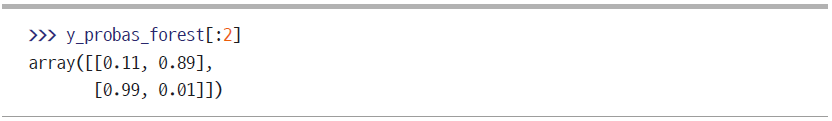 >>> y_probas_forest[:2]
array([[0.11, 0.89],
       [0.99, 0.01]])